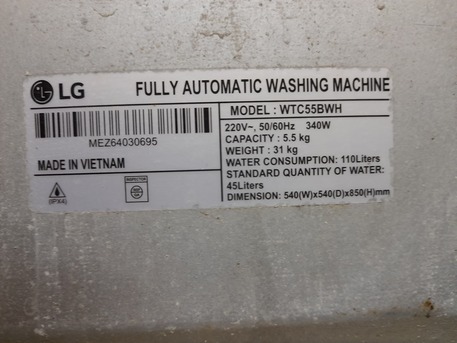 LG FULLY AUTOMATIC WASHING MACHINE
MEZ64030695
MADE IN VIETNAM
(IPX4)
INSPECTOR
MODEL : WTC55BWH
220V~, 50/60Hz 340W
CAPACITY : 5.5 kg
WEIGHT : 31 kg
WATER CONSUMPTION: 110Liters
STANDARD QUANTITY OF WATER:
45Liters
DIMENSION: 540(W)x540(D)x850(H)mm